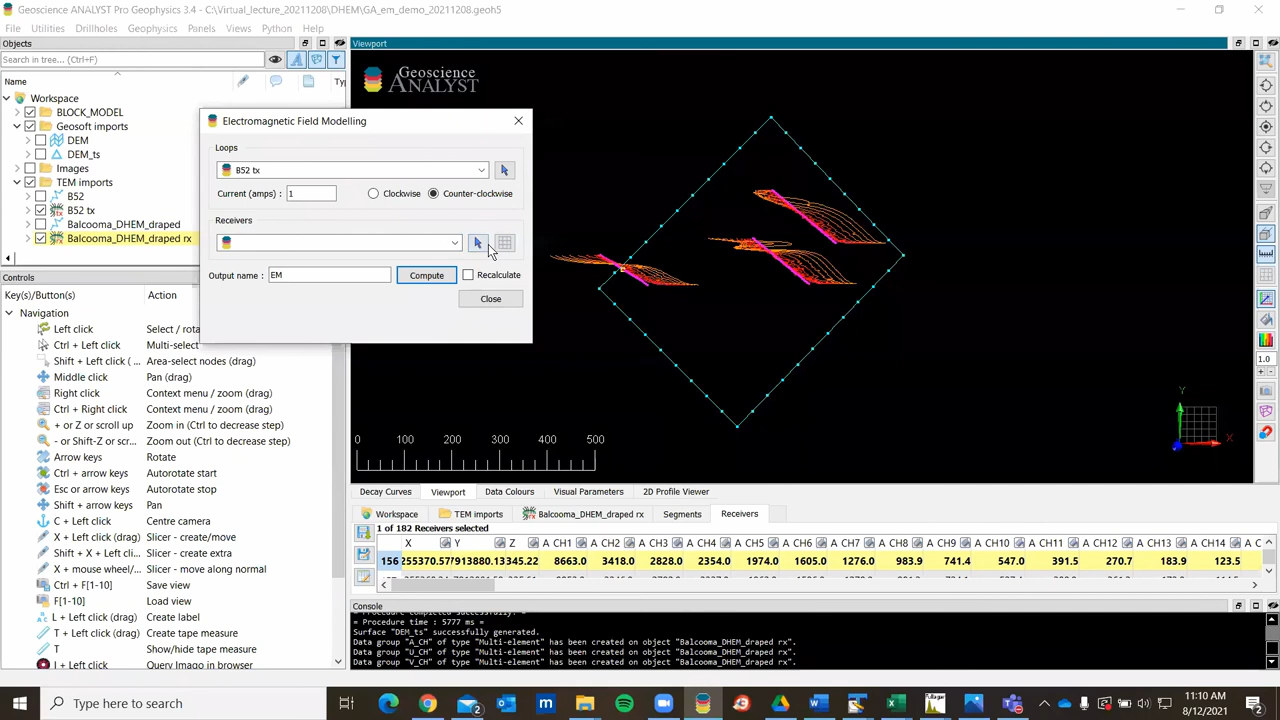 Geoscience ANALYST Pro Geophysics 3.4 - C:\Virtual_lecture_20211208\DHEM\GA_em_demo_20211208.geoh5
File Utilities Drilholes Geophysics Panels Views Python Help
Objects
Search in tree.. (Ctrl+F)
Name Typ
Workspace
BLOCK_MODEL
Geosoft imports
DEM
DEM_ts
Images
TEM imports
B52
B52 tx
Balcooma_DHEM_draped
Balcooma_DHEM_draped rx
Controls
Key(s)/Button(s) Action
Navigation
Left click Select / rota
Ctrl + Left click Multi-select
Shift + Left click ( ... Area-select nodes (drag)
Middle click Pan (drag)
Right click Context menu / zoom (drag)
Ctrl + Right click Context menu / zoom (drag)
+ or Z or scroll up Zoom in (Ctrl to decrease step)
- or Shift-Z or scrol... Zoom out (Ctrl to decrease step)
Arrow keys Rotate
Ctrl + arrow keys Autorotate start
Esc or arrow keys Autorotate stop
Shift + arrow keys Pan
C + Left click Centre camera
X + Left click (drag) Slicer - create/move
Shift + X + Left clic... Slicer - create extra
X + mouse wheel/... Slicer - move along normal
Ctrl + F[1-10] Save view
F[1-10] Load view
L + Left click (drag) Create label
T + Left click (drag) Create tape measure
Shift + T Show/hide tape measure
I + Left click Query Imago in browser
Electromagnetic Field Modelling
Loops
B52 tx
Current (amps) : 1 Clockwise Counter-clockwise
Receivers
Output name : EM Compute Recalculate
Close
Viewport
Geoscience
ANALYST
0 100 200 300 400 500
Y
X
1.0
Decay Curves Viewport Data Colours Visual Parameters 2D Profile Viewer
Workspace TEM imports Balcooma_DHEM_draped rx Segments Receivers
1 of 182 Receivers selected
X Y Z A CH1 A CH2 A CH3 A CH4 A CH5 A CH6 A CH7 A CH8 A CH9 A CH10 A CH11 A CH12 A CH13 A CH14 A C
156 255370.57 7913880.13 345.22 8663.0 3418.0 2828.0 2354.0 1974.0 1605.0 1276.0 983.9 741.4 547.0 391.5 270.7 183.9 123.5
Console
= Procedure completed successfully! =
= Procedure time : 5777 ms =
Surface "DEM_ts" successfully generated.
Data group "A_CH" of type "Multi-element" has been created on object "Balcooma_DHEM_draped rx".
Data group "U_CH" of type "Multi-element" has been created on object "Balcooma_DHEM_draped rx".
Data group "V_CH" of type "Multi-element" has been created on object "Balcooma_DHEM_draped rx".
Type here to search
11:10 AM
8/12/2021